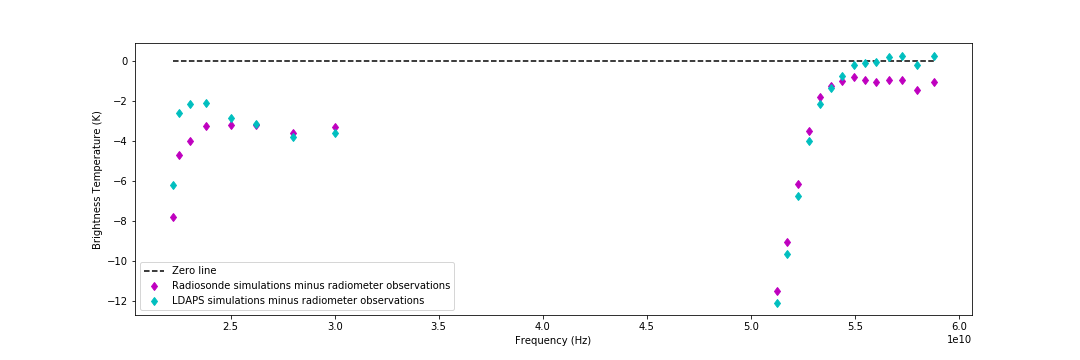 0
−2
−4
−6
−8
−10
−12
Brightness Temperature (K)
Zero line
Radiosonde simulations minus radiometer observations
LDAPS simulations minus radiometer observations
2.5 3.0 3.5 4.0 4.5 5.0 5.5 6.0
1e10
Frequency (Hz)